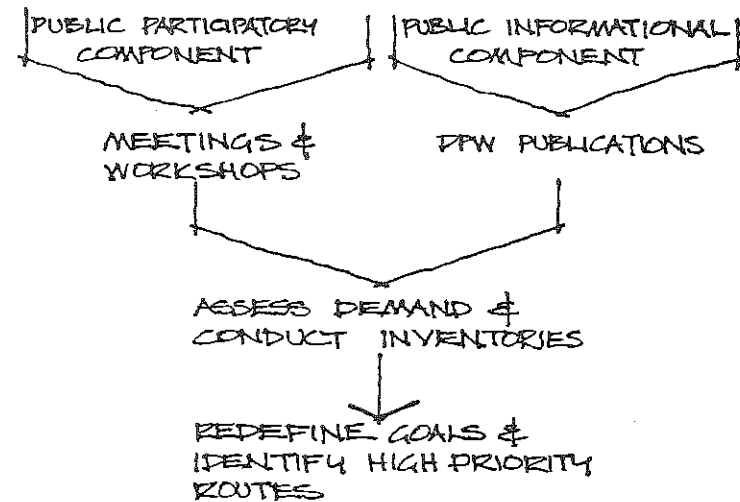 PUBLIC PARTICIPATORY
COMPONENT
PUBLIC INFORMATIONAL
COMPONENT
MEETINGS &
WORKSHOPS
DPW PUBLICATIONS
ASSESS DEMAND &
CONDUCT INVENTORIES
REDEFINE GOALS &
IDENTIFY HIGH PRIORITY
ROUTES